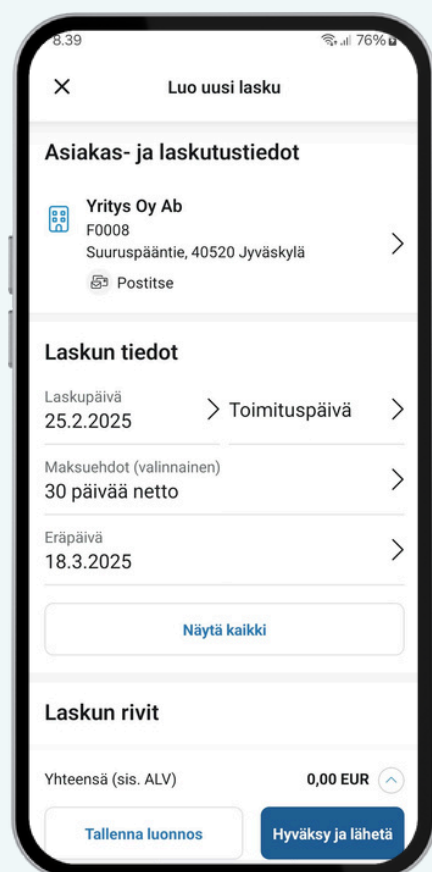 8.39 76%
Luo uusi lasku
Asiakas- ja laskutustiedot
Yritys Oy Ab
F0008
Suuruspääntie, 40520 Jyväskylä
Postitse
Laskun tiedot
Laskupäivä
25.2.2025
Toimituspäivä
Maksuehdot (valinnainen)
30 päivää netto
Eräpäivä
18.3.2025
Näytä kaikki
Laskun rivit
Yhteensä (sis. ALV) 0,00 EUR
Tallenna luonnos
Hyväksy ja lähetä